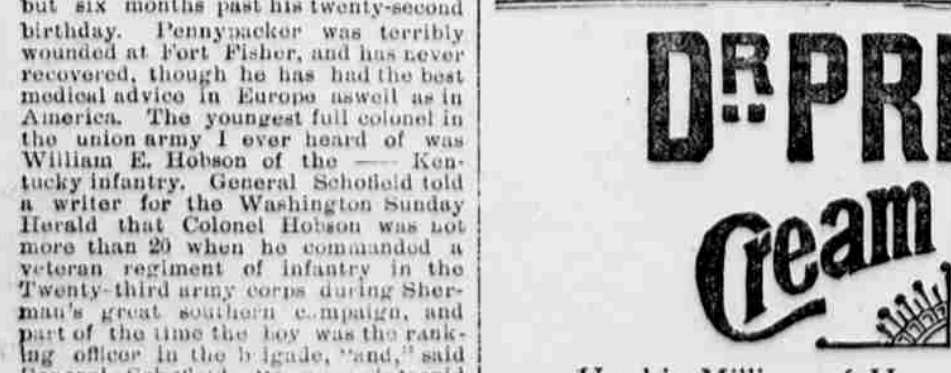 but six months past his twenty-second
birthday. Pennypacker was terribly
wounded at Fort Fisher, and has never
recovered, though he has had the best
medical advice in Europe aswell as in
America. The youngest full colonel in
the union army I ever heard of was
William E. Hobson of the —— Ken-
tucky infantry. General Schofield told
a writer for the Washington Sunday
Herald that Colonel Hobson was not
more than 20 when he commanded a
veteran regiment of infantry in the
Twenty-third army corps during Sher-
man's great southern c..mpaign, and
part of the time the boy was the rank-
ing officer in the b igade, "and," said
DR PRI
Cream